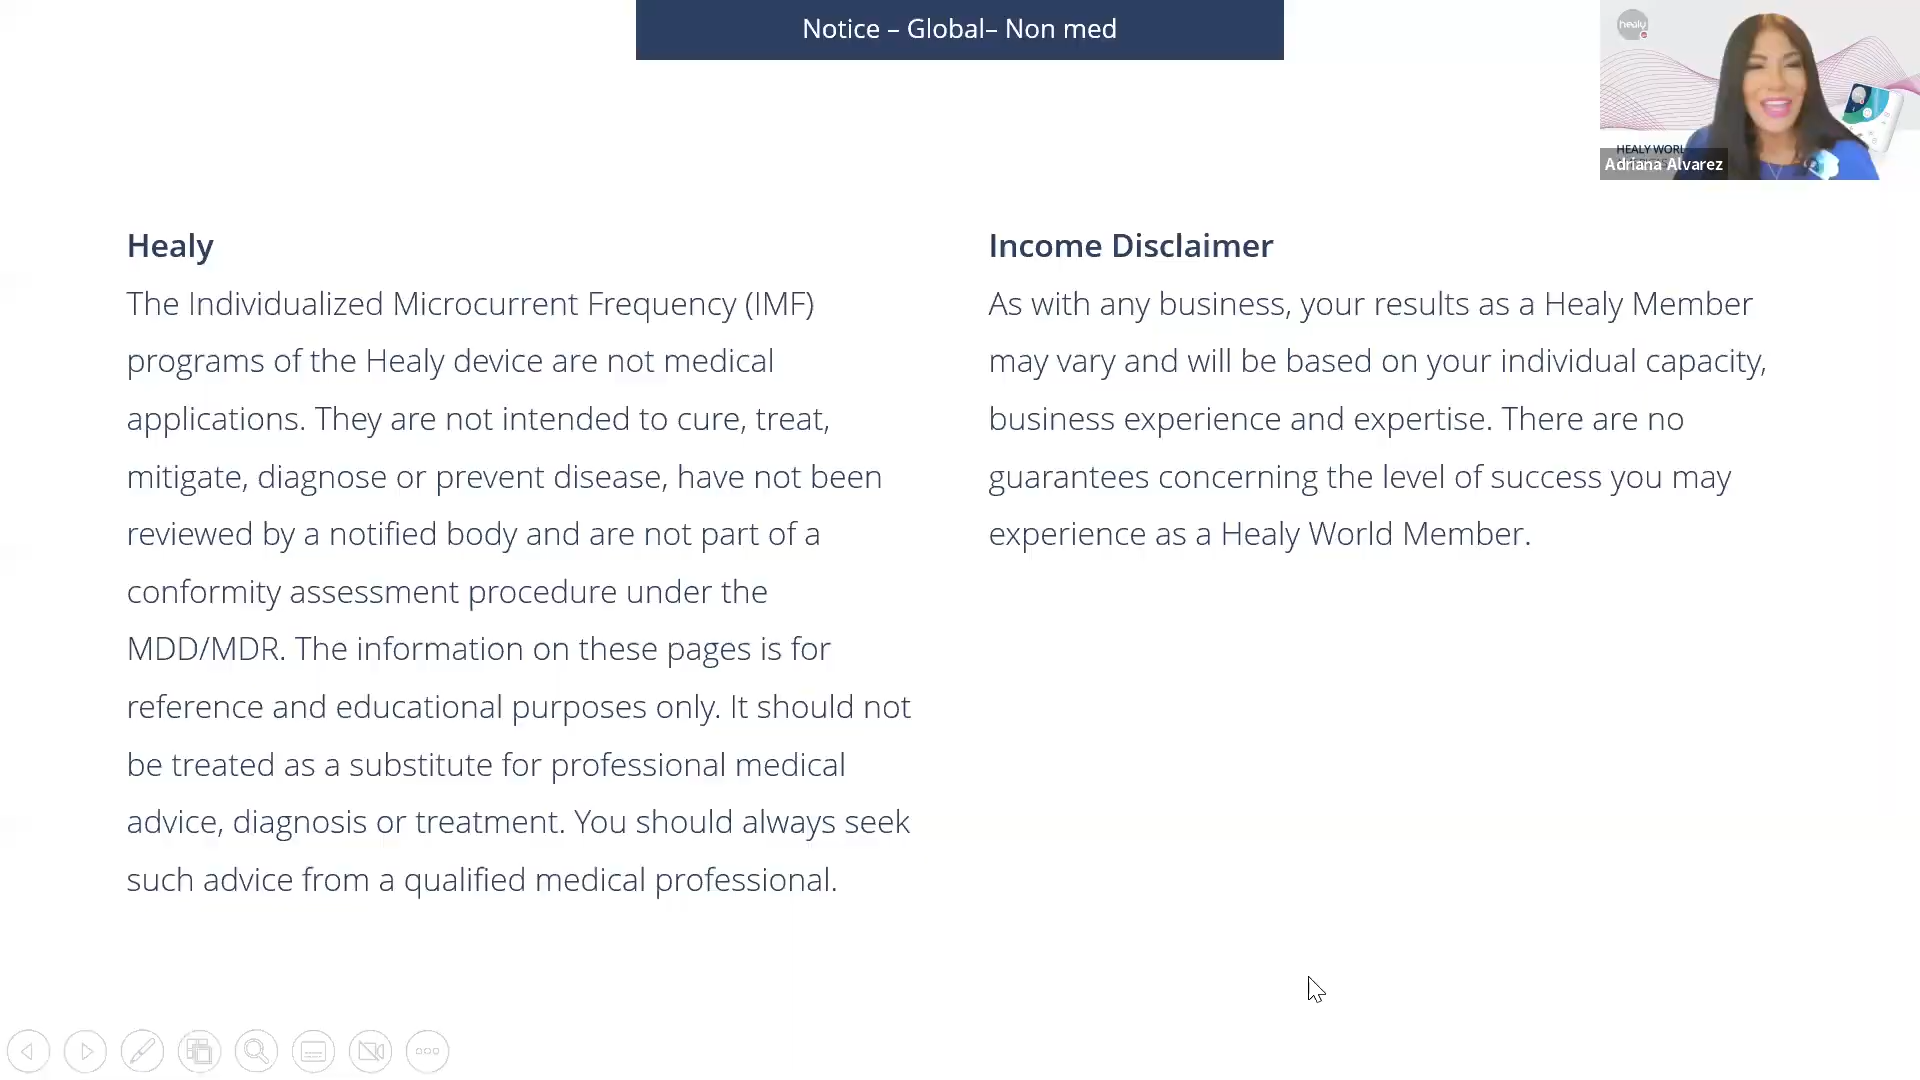 Notice – Global– Non med
healy
HEALY WORL
Adriana Alvarez
Healy
The Individualized Microcurrent Frequency (IMF)
programs of the Healy device are not medical
applications. They are not intended to cure, treat,
mitigate, diagnose or prevent disease, have not been
reviewed by a notified body and are not part of a
conformity assessment procedure under the
MDD/MDR. The information on these pages is for
reference and educational purposes only. It should not
be treated as a substitute for professional medical
advice, diagnosis or treatment. You should always seek
such advice from a qualified medical professional.
Income Disclaimer
As with any business, your results as a Healy Member
may vary and will be based on your individual capacity,
business experience and expertise. There are no
guarantees concerning the level of success you may
experience as a Healy World Member.